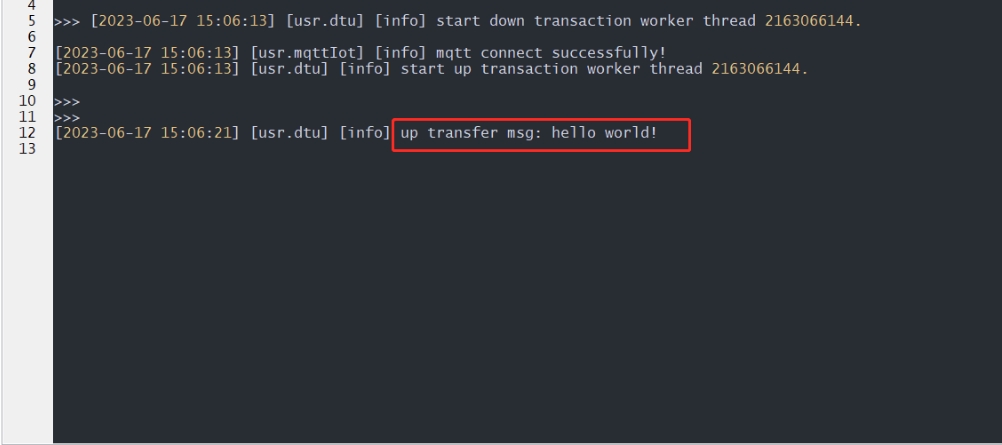 4
5 >>> [2023-06-17 15:06:13] [usr.dtu] [info] start down transaction worker thread 2163066144.
6
7 [2023-06-17 15:06:13] [usr.mqttIot] [info] mqtt connect successfully!
8 [2023-06-17 15:06:13] [usr.dtu] [info] start up transaction worker thread 2163066144.
9
10 >>>
11 >>>
12 [2023-06-17 15:06:21] [usr.dtu] [info] up transfer msg: hello world!
13